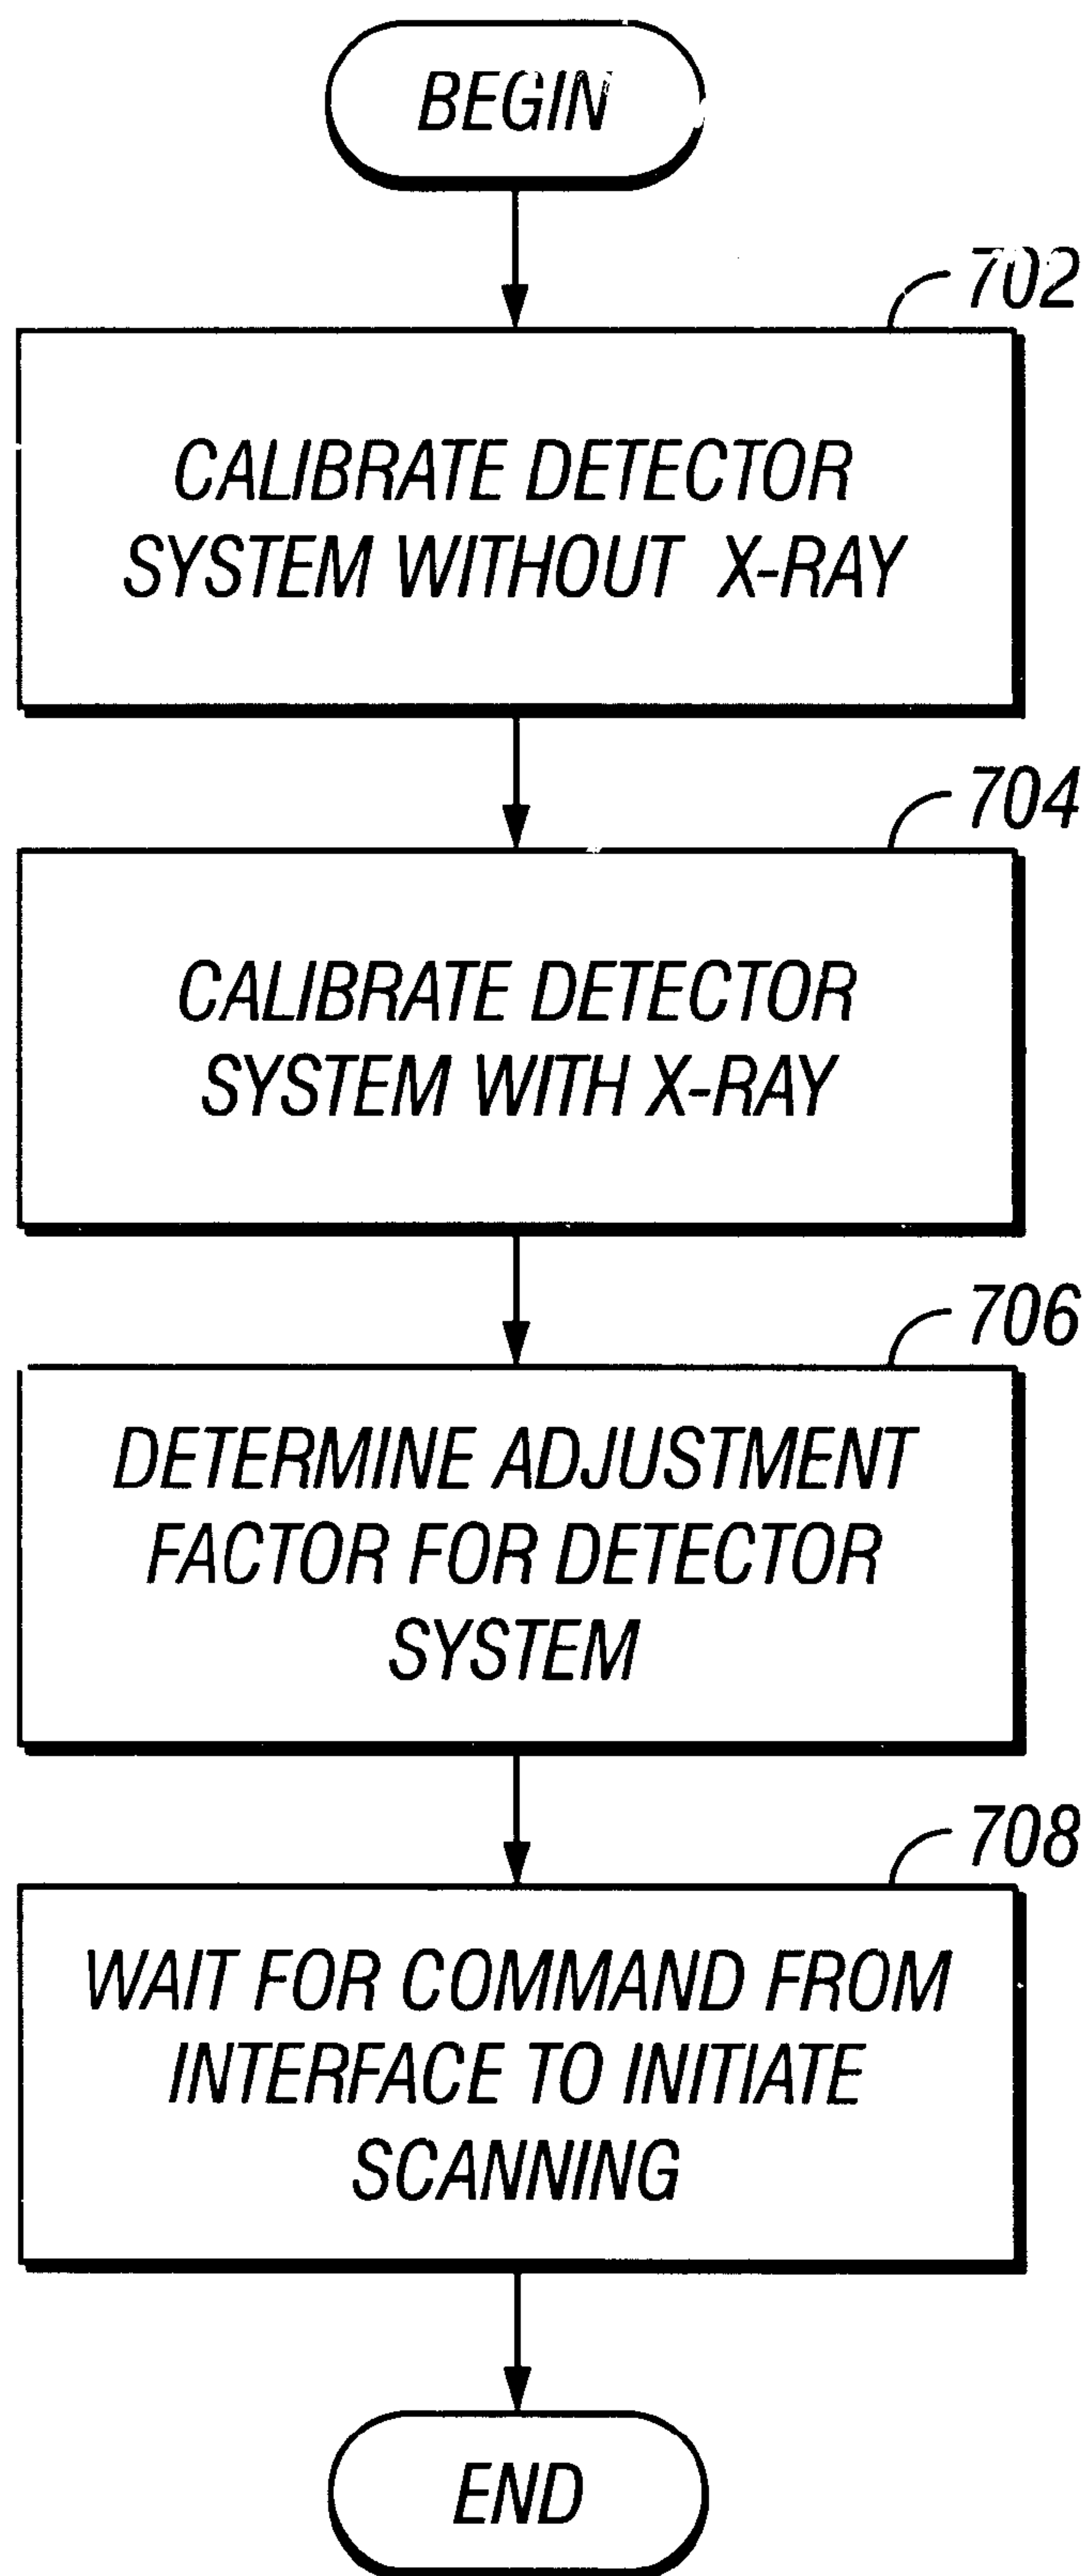 BEGIN
702
CALIBRATE DETECTOR
SYSTEM WITHOUT X-RAY
704
CALIBRATE DETECTOR
SYSTEM WITH X-RAY
706
DETERMINE ADJUSTMENT
FACTOR FOR DETECTOR
SYSTEM
708
WAIT FOR COMMAND FROM
INTERFACE TO INITIATE
SCANNING
END